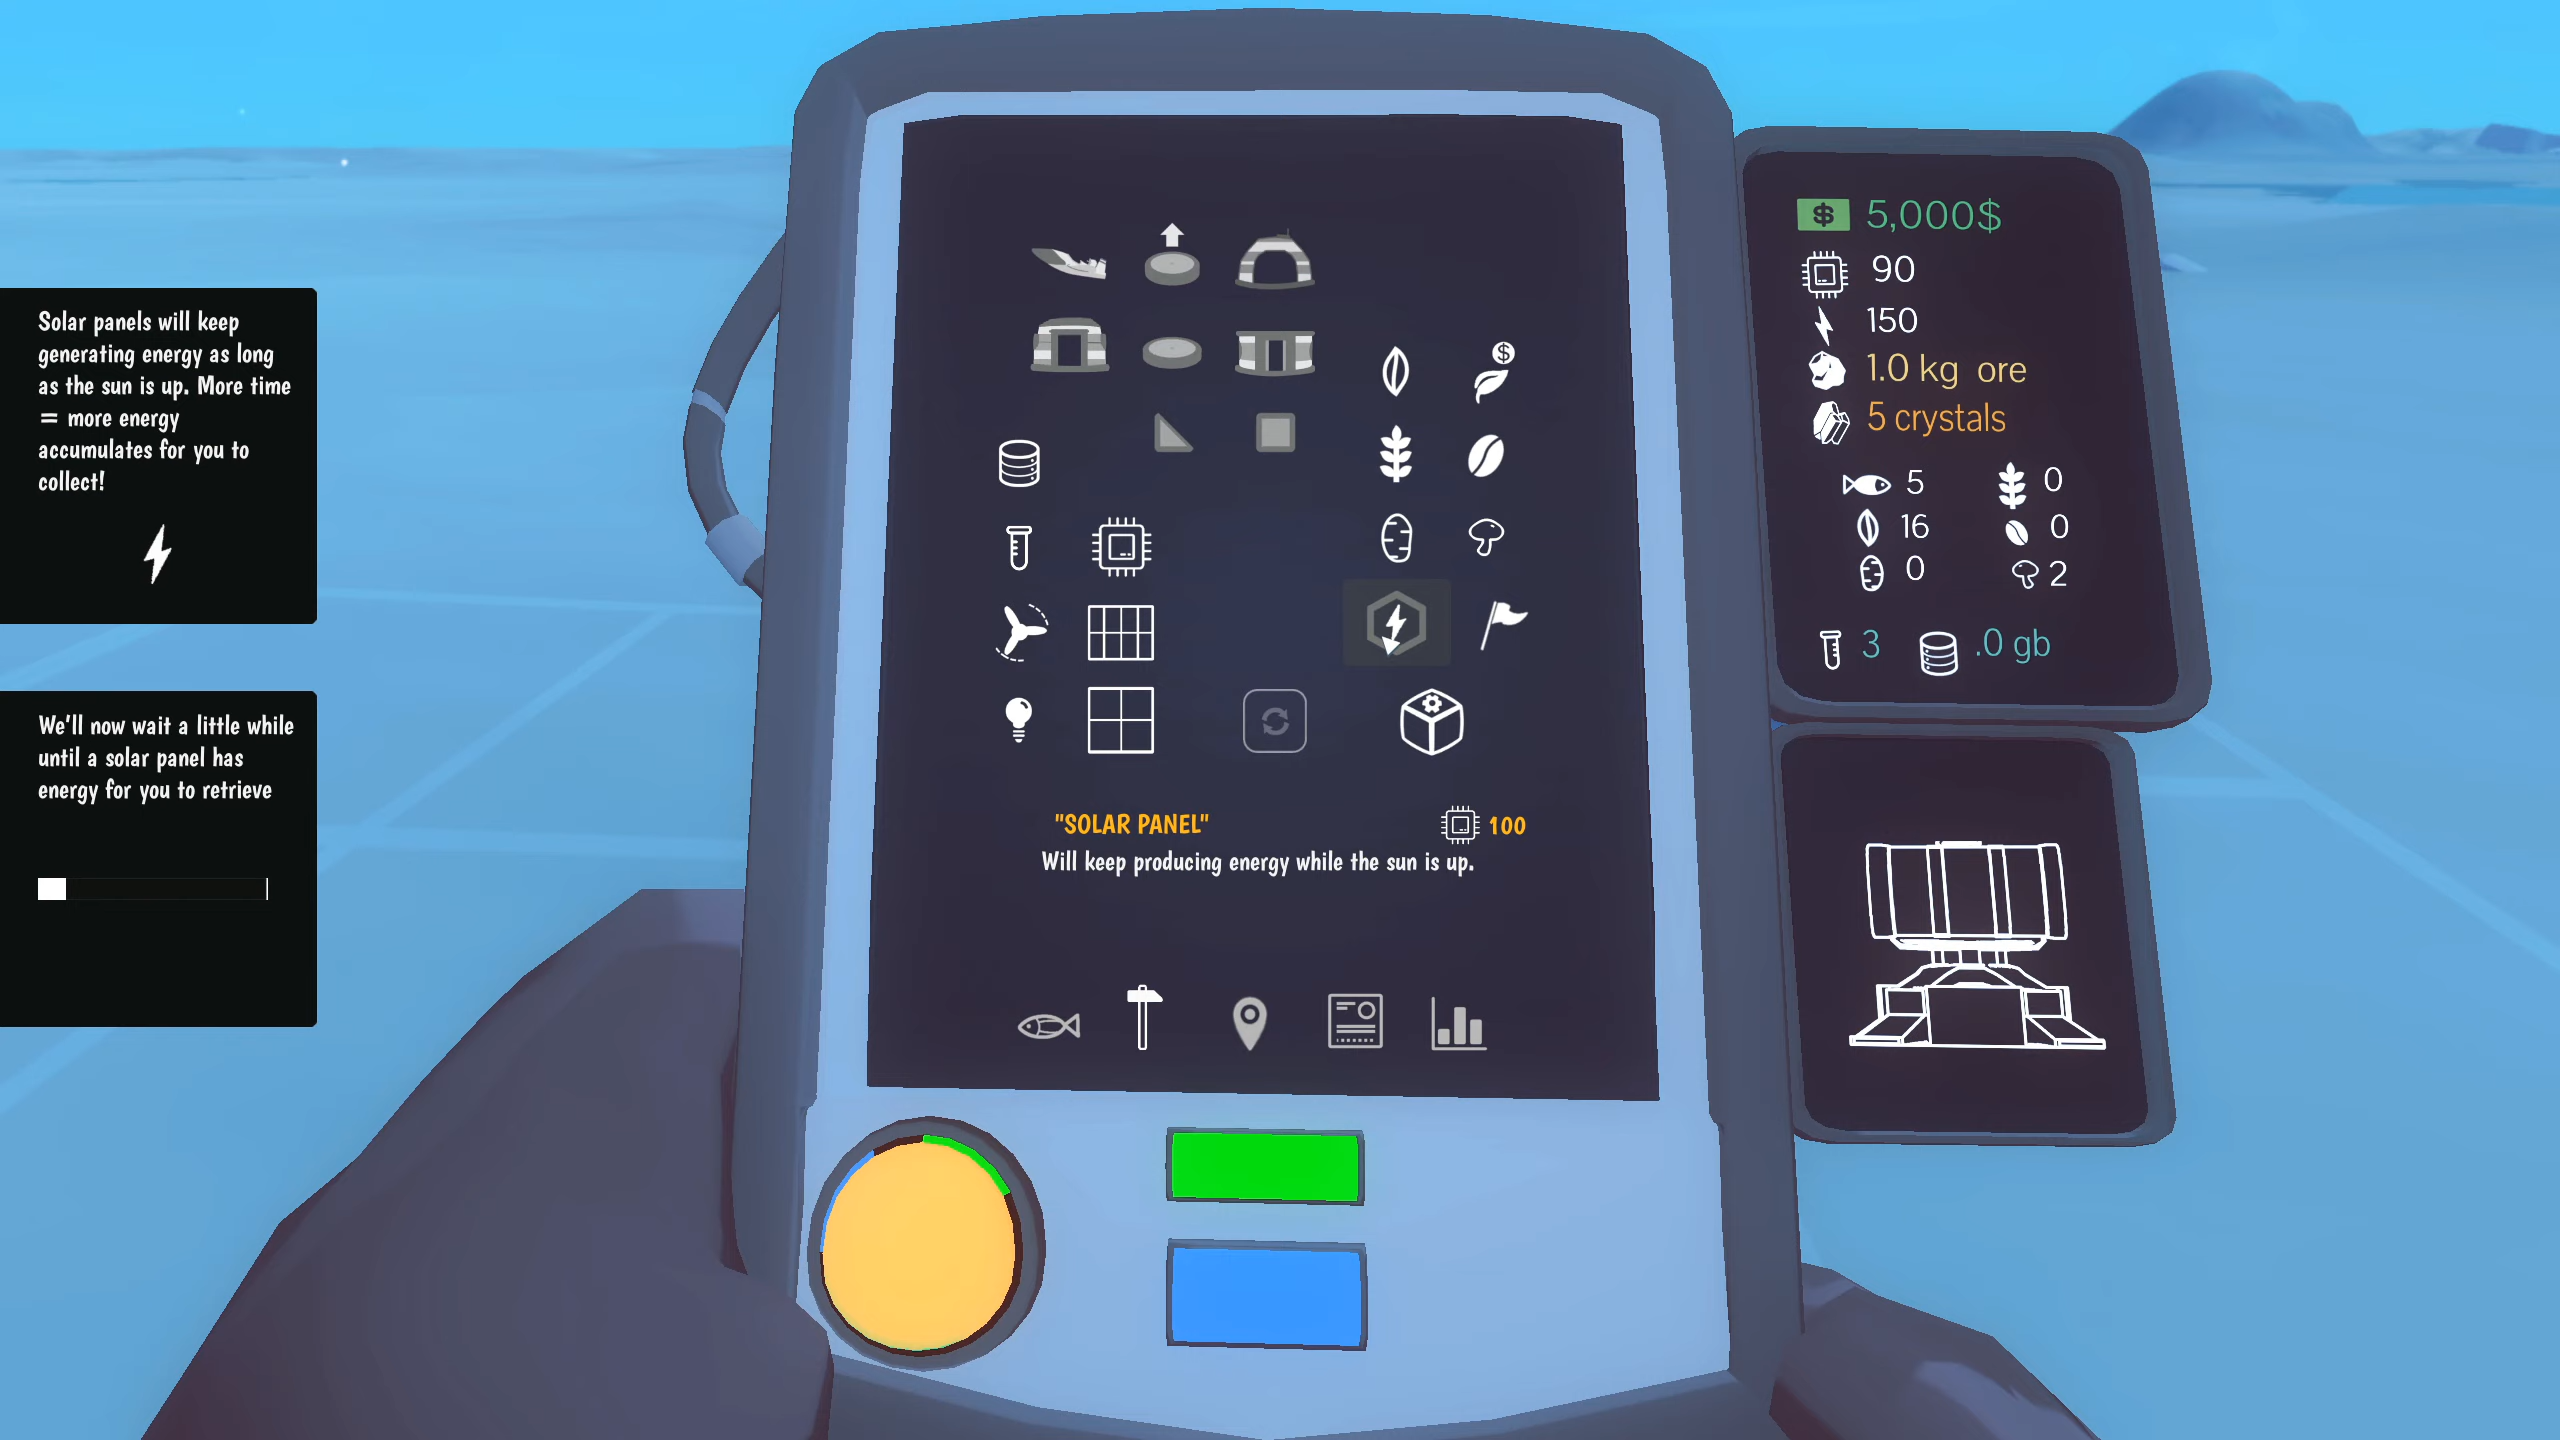 Solar panels will keep
generating energy as long
as the sun is up. More time
= more energy
accumulates for you to
collect!
We'll now wait a little while
until a solar panel has
energy for you to retrieve
"SOLAR PANEL"
100
Will keep producing energy while the sun is up.
5,000$
90
150
1.0 kg ore
5 crystals
5
0
16
0
0
2
3
.0 gb